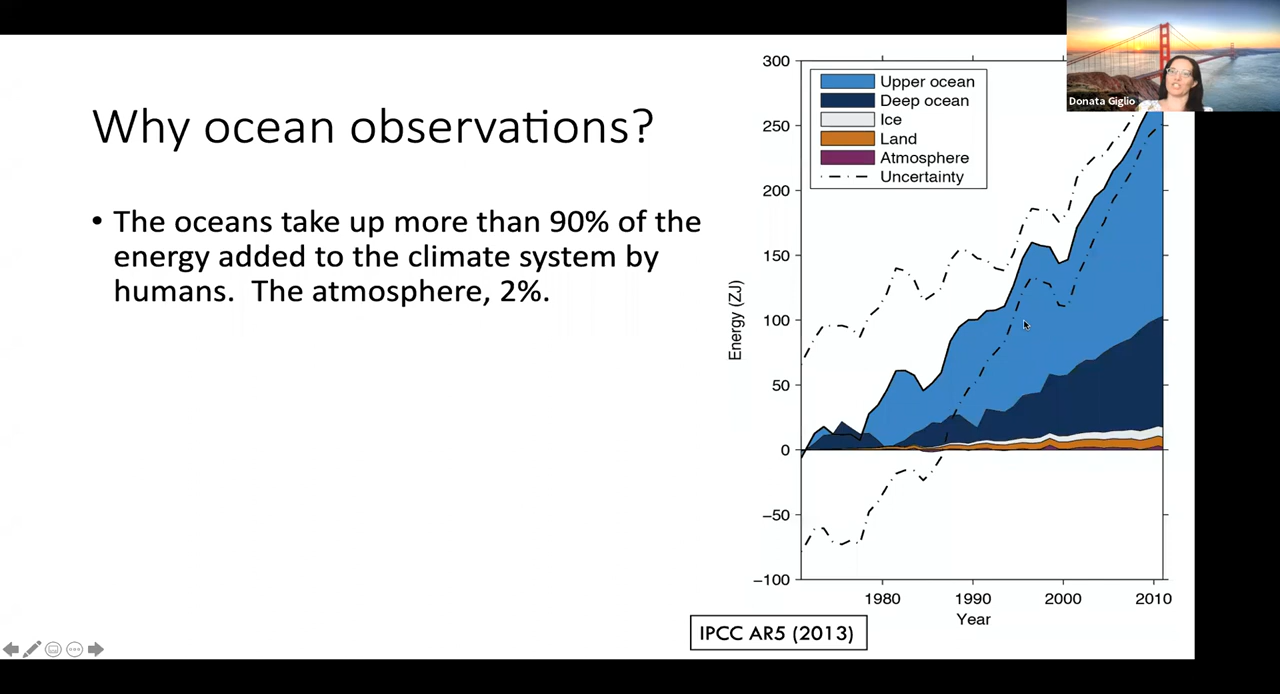 Why ocean observations?
• The oceans take up more than 90% of the
energy added to the climate system by
humans.  The atmosphere, 2%.
Upper ocean
Deep ocean
Ice
Land
Atmosphere
Uncertainty
Donata Giglio
300
250
200
150
100
50
0
−50
−100
Energy (ZJ)
1980 1990 2000 2010
Year
IPCC AR5 (2013)